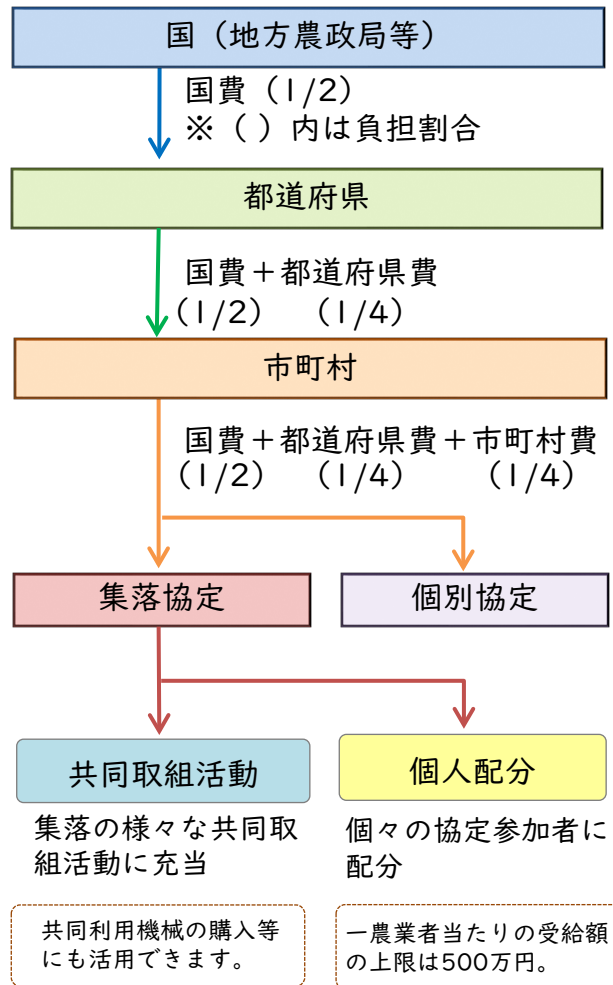 国（地方農政局等）
国費（1/2）
※（ ）内は負担割合
都道府県
国費＋都道府県費
（1/2） （1/4）
市町村
国費＋都道府県費＋市町村費
（1/2） （1/4） （1/4）
集落協定
個別協定
共同取組活動
個人配分
集落の様々な共同取
組活動に充当
個々の協定参加者に
配分
共同利用機械の購入等
にも活用できます。
一農業者当たりの受給額
の上限は500万円。